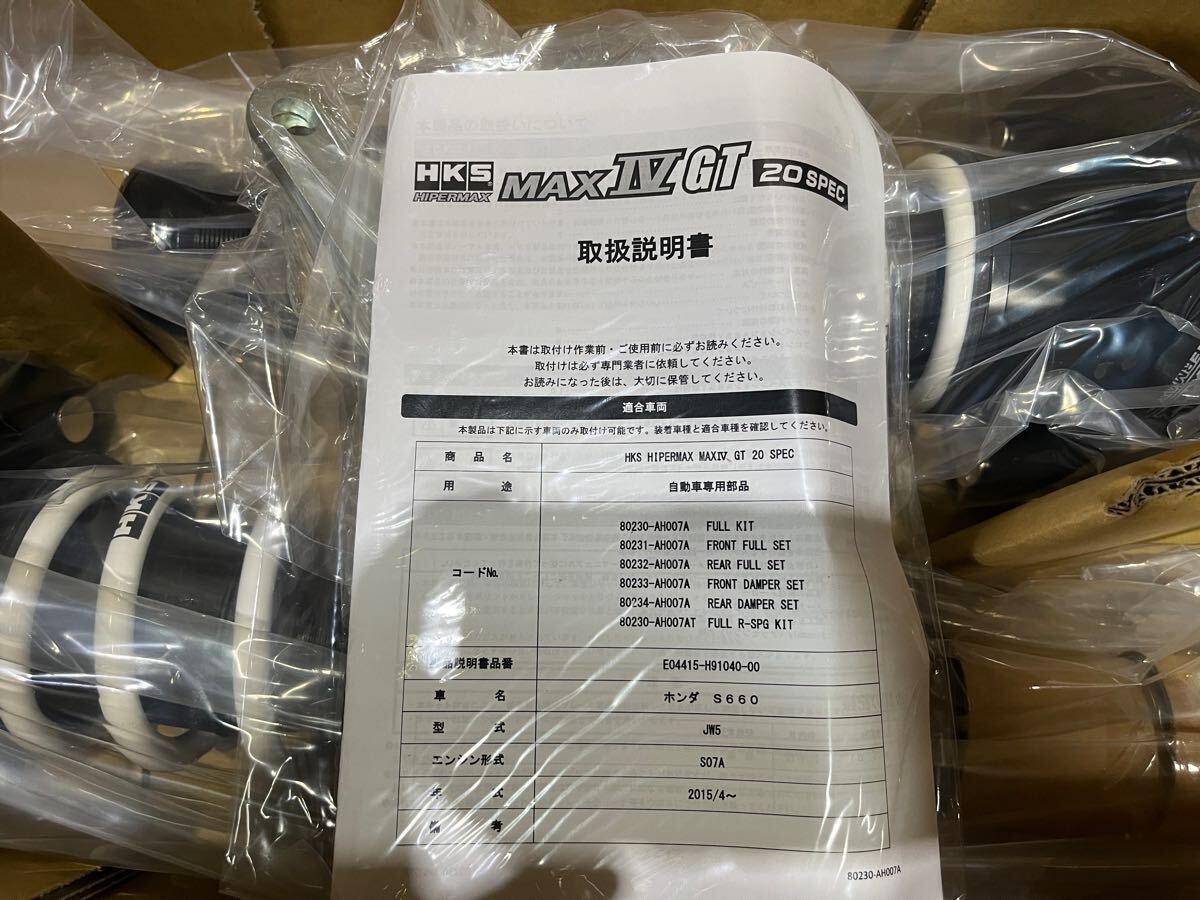 HKS
HIPERMAX
MAX IV GT 20 SPEC
取扱説明書
本書は取付け作業前・ご使用前に必ずお読みください。
取付けは必ず専門業者に依頼してください。
お読みになった後は、大切に保管してください。
適合車両
本製品は下記に示す車両のみ取付け可能です。装着車種と適合車種を確認してください。
商品名 HKS HIPERMAX MAXⅣ GT 20 SPEC
用途 自動車専用部品
コードNo.
80230-AH007A FULL KIT
80231-AH007A FRONT FULL SET
80232-AH007A REAR FULL SET
80233-AH007A FRONT DAMPER SET
80234-AH007A REAR DAMPER SET
80230-AH007AT FULL R-SPG KIT
品説明書品番 E04415-H91040-00
車名 ホンダ S660
型式 JW5
エンジン形式 S07A
年式 2015/4～
備考
80230-AH007A